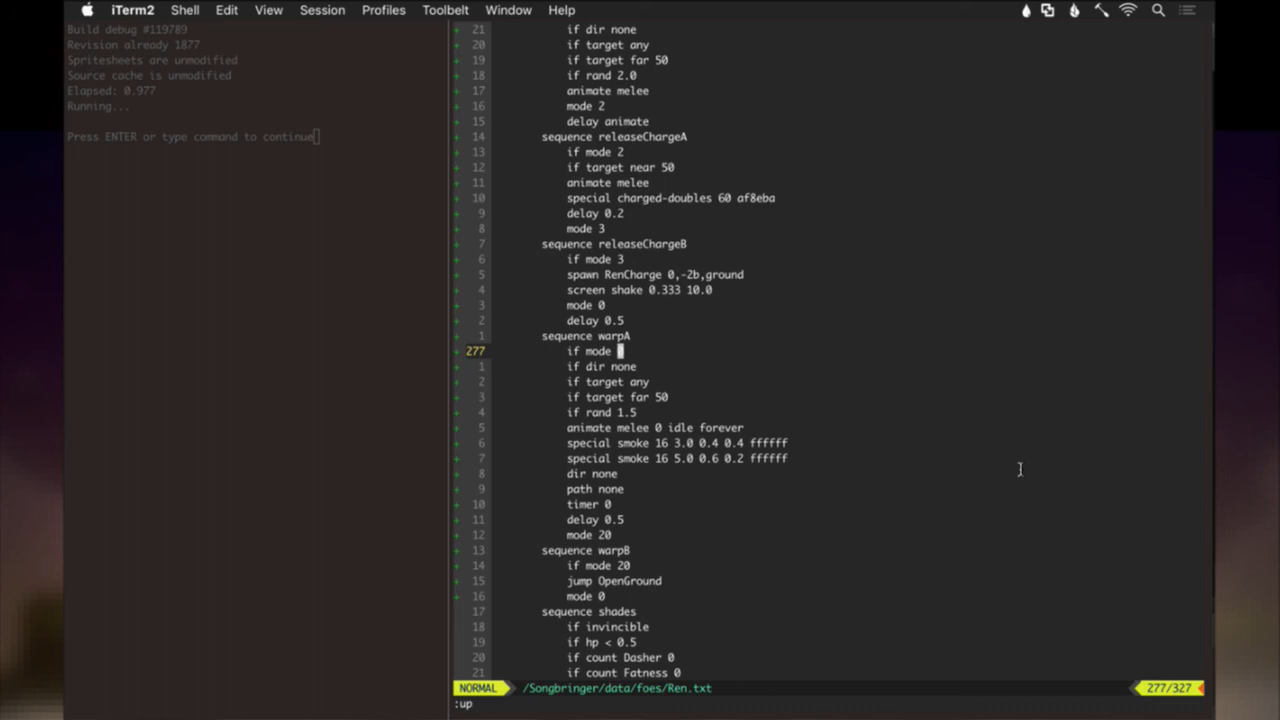 iTerm2 Shell Edit View Session Profiles Toolbelt Window Help
Build debug #119789
Revision already 1877
Spritesheets are unmodified
Source cache is unmodified
Elapsed: 0.977
Running...
Press ENTER or type command to continue
+ 21 if dir none
+ 20 if target any
+ 19 if target far 50
+ 18 if rand 2.0
+ 17 animate melee
+ 16 mode 2
+ 15 delay animate
+ 14 sequence releaseChargeA
+ 13 if mode 2
+ 12 if target near 50
+ 11 animate melee
+ 10 special charged-doubles 60 af8eba
+ 9 delay 0.2
+ 8 mode 3
+ 7 sequence releaseChargeB
+ 6 if mode 3
+ 5 spawn RenCharge 0,-2b,ground
+ 4 screen shake 0.333 10.0
+ 3 mode 0
+ 2 delay 0.5
+ 1 sequence warpA
+ 277 if mode
+ 1 if dir none
+ 2 if target any
+ 3 if target far 50
+ 4 if rand 1.5
+ 5 animate melee 0 idle forever
+ 6 special smoke 16 3.0 0.4 0.4 ffffff
+ 7 special smoke 16 5.0 0.6 0.2 ffffff
+ 8 dir none
+ 9 path none
+ 10 timer 0
+ 11 delay 0.5
+ 12 mode 20
+ 13 sequence warpB
+ 14 if mode 20
+ 15 jump OpenGround
+ 16 mode 0
17 sequence shades
18 if invincible
19 if hp < 0.5
20 if count Dasher 0
21 if count Fatness 0
NORMAL /Songbringer/data/foes/Ren.txt 277/327
:up